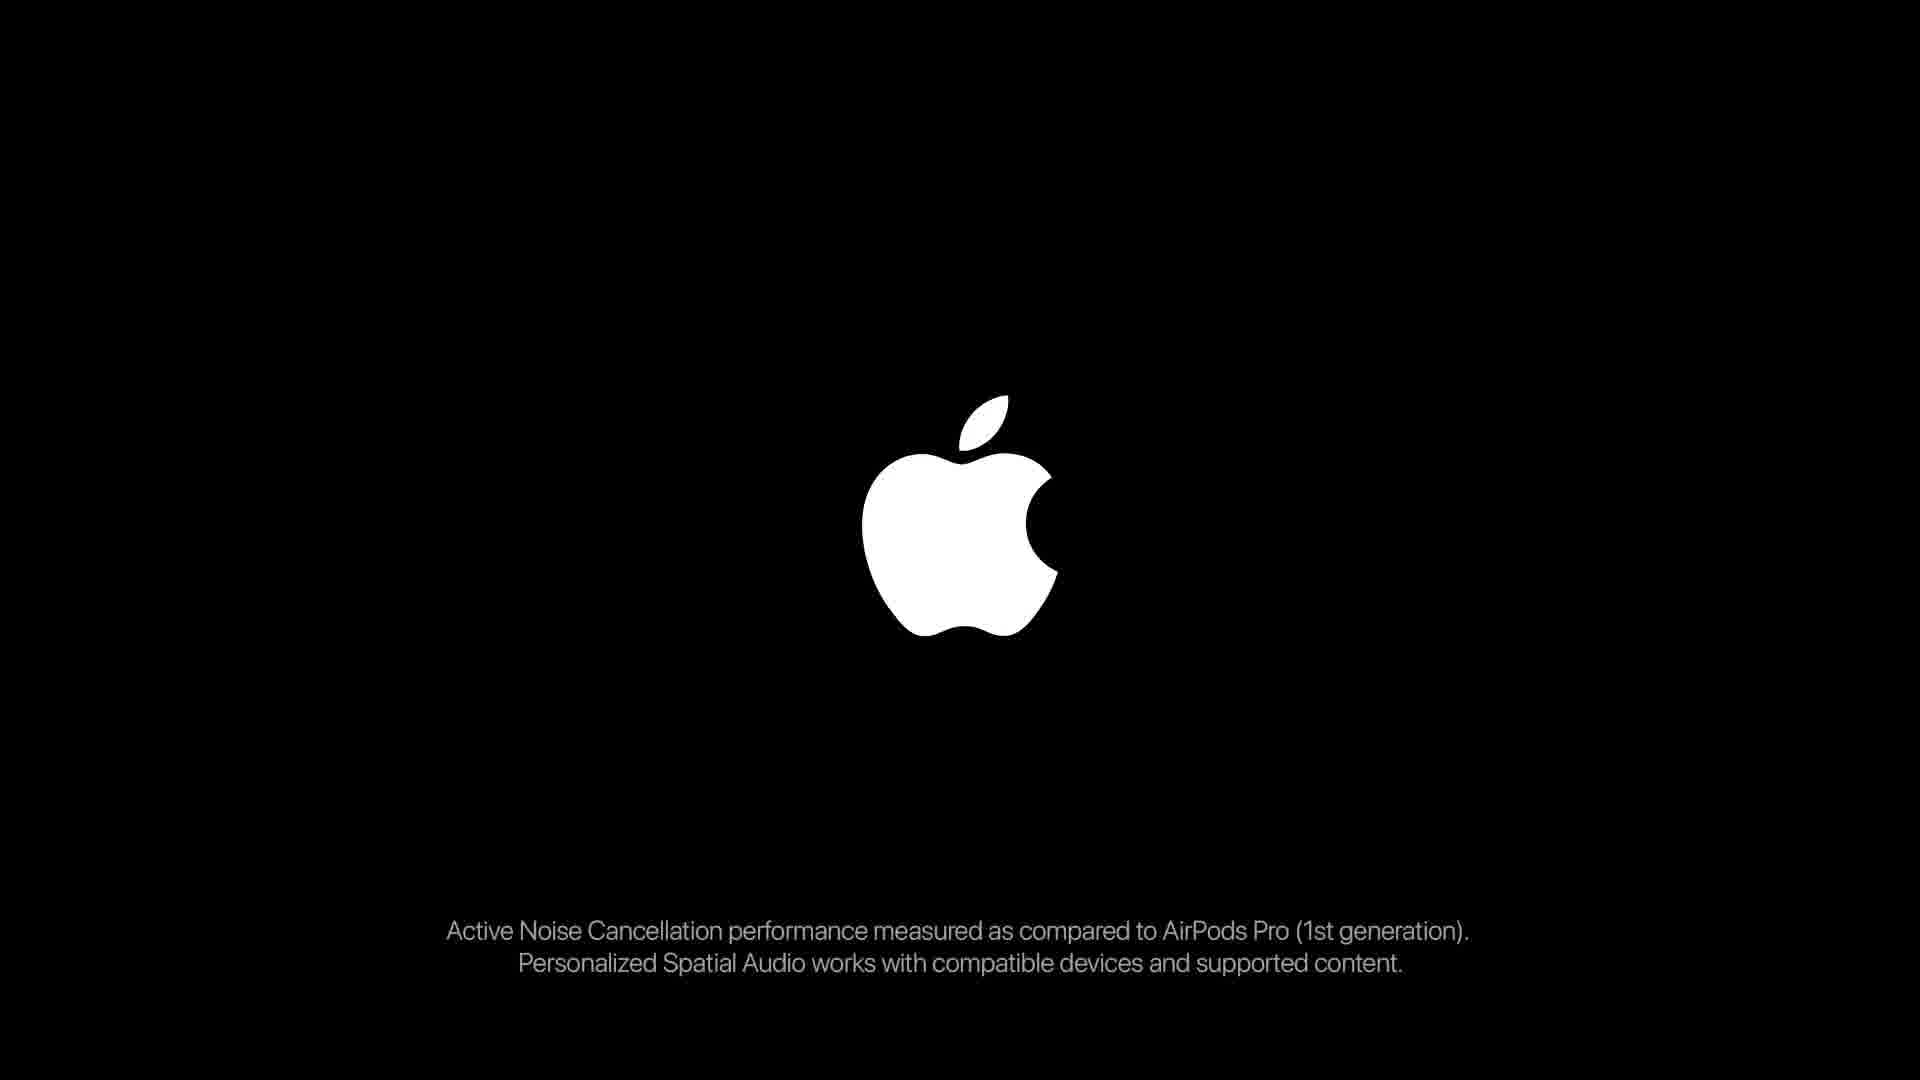 Active Noise Cancellation performance measured as compared to AirPods Pro (1st generation).
Personalized Spatial Audio works with compatible devices and supported content.